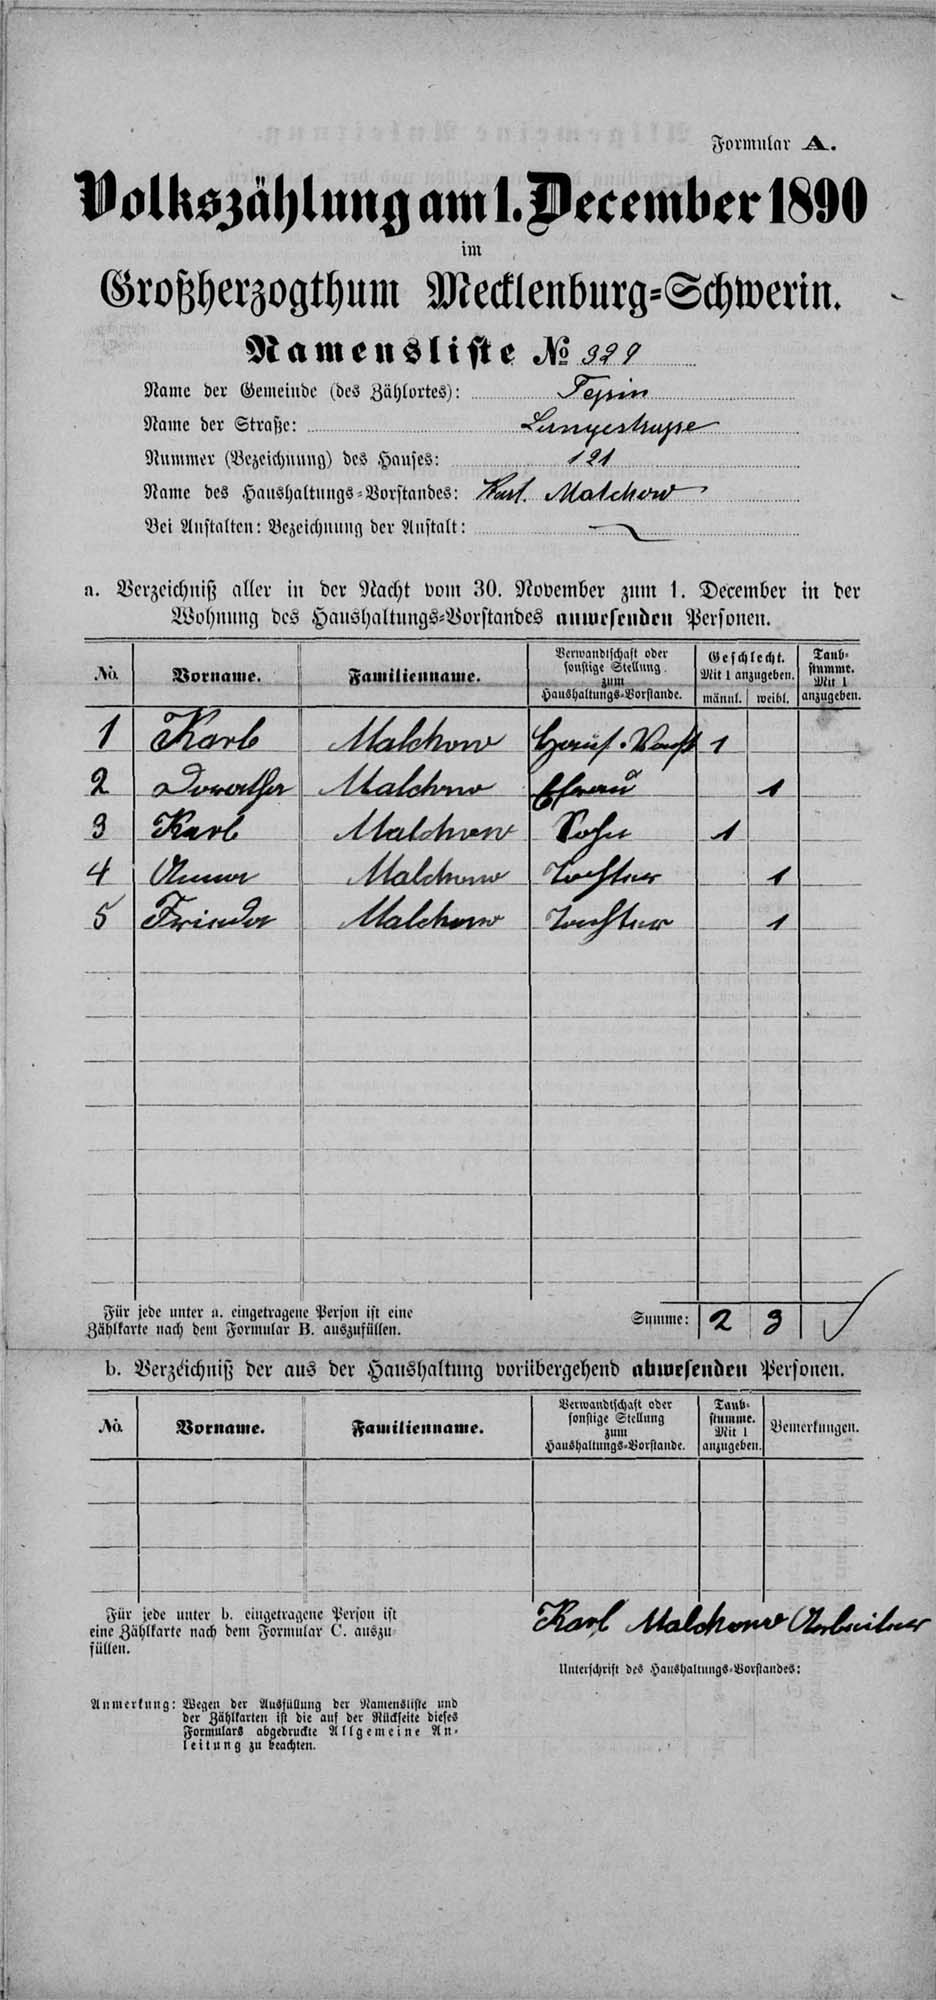 Formular A.
Volkszählung am 1. December 1890
im
Großherzogthum Mecklenburg-Schwerin.
Namensliste No 329
Name der Gemeinde (des Zählortes): Tessin
Name der Straße: Langestrasse
Nummer (Bezeichnung) des Hauses: 121
Name des Haushaltungs-Vorstandes: Karl Malchow
Bei Anstalten: Bezeichnung der Anstalt:
a. Verzeichniß aller in der Nacht vom 30. November zum 1. December in der
Wohnung des Haushaltungs-Vorstandes anwesenden Personen.
No. Vorname. Familienname. Verwandtschaft oder sonstige Stellung zum Haushaltungs-Vorstande. Geschlecht. Mit 1 anzugeben. männl. weibl. Taub-stumme. Mit 1 anzugeben.
1 Karl Malchow 1
2 Dorothea Malchow Ehfrau 1
3 Karl Malchow Sohn 1
4 Anna Malchow Tochter 1
5 Frieda Malchow Tochter 1
Für jede unter a. eingetragene Person ist eine
Zählkarte nach dem Formular B. auszufüllen.
Summe: 2 3
b. Verzeichniß der aus der Haushaltung vorübergehend abwesenden Personen.
No. Vorname. Familienname. Verwandtschaft oder sonstige Stellung zum Haushaltungs-Vorstande. Taub-stumme. Mit 1 anzugeben. Bemerkungen.
Für jede unter b. eingetragene Person ist
eine Zählkarte nach dem Formular C. auszu-
füllen.
Karl Malchow Arbeiter
Unterschrift des Haushaltungs-Vorstandes:
Anmerkung: Wegen der Ausfüllung der Namensliste und
der Zählkarten ist die auf der Rückseite dieses
Formulars abgedruckte Allgemeine An-
leitung zu beachten.